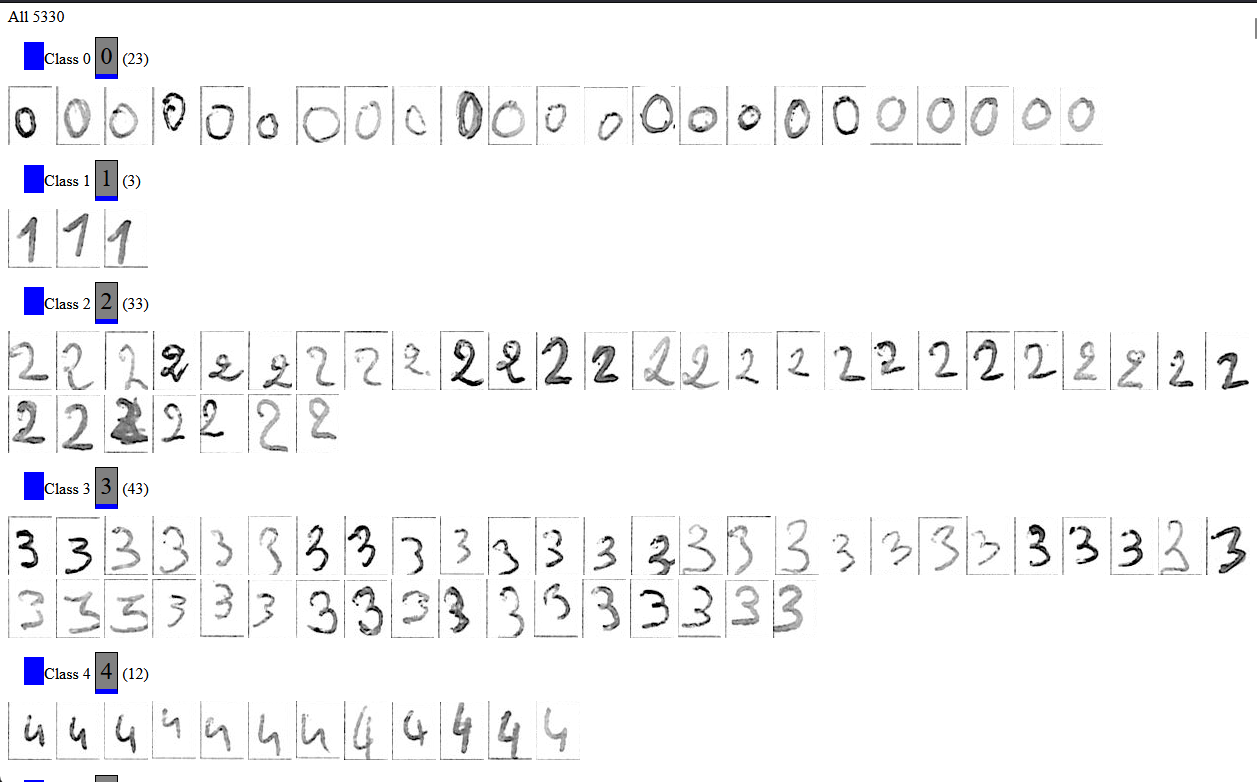 All 5330
Class 0 0 (23)
0 0 0 0 0 0 0 0 0 0 0 0 0 0 0 0 0 0 0 0 0 0 0
Class 1 1 (3)
1 1 1
Class 2 2 (33)
2 2 2 2 2 2 2 2 2 2 2 2 2 2 2 2 2 2 2 2 2 2 2 2 2 2
2 2 2 2 2 2 2
Class 3 3 (43)
3 3 3 3 3 3 3 3 3 3 3 3 3 3 3 3 3 3 3 3 3 3 3 3 3 3
3 3 3 3 3 3 3 3 3 3 3 3 3 3 3 3 3
Class 4 4 (12)
4 4 4 4 4 4 4 4 4 4 4 4